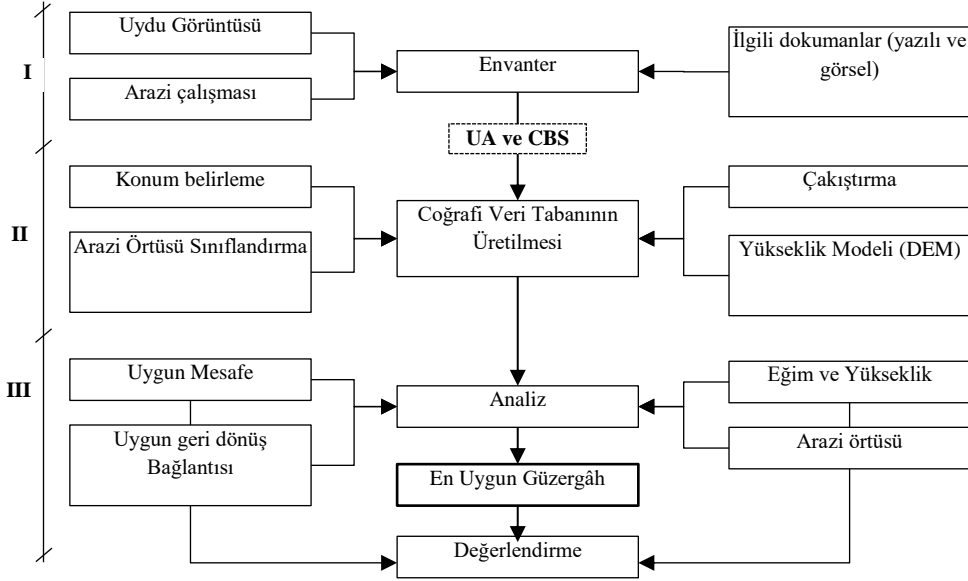 I
Uydu Görüntüsü
Arazi çalışması
Envanter
İlgili dokumanlar (yazılı ve
görsel)
UA ve CBS
II
Konum belirleme
Arazi Örtüsü Sınıflandırma
Coğrafi Veri Tabanının
Üretilmesi
Çakıştırma
Yükseklik Modeli (DEM)
III
Uygun Mesafe
Uygun geri dönüş
Bağlantısı
Analiz
Eğim ve Yükseklik
Arazi örtüsü
En Uygun Güzergâh
Değerlendirme